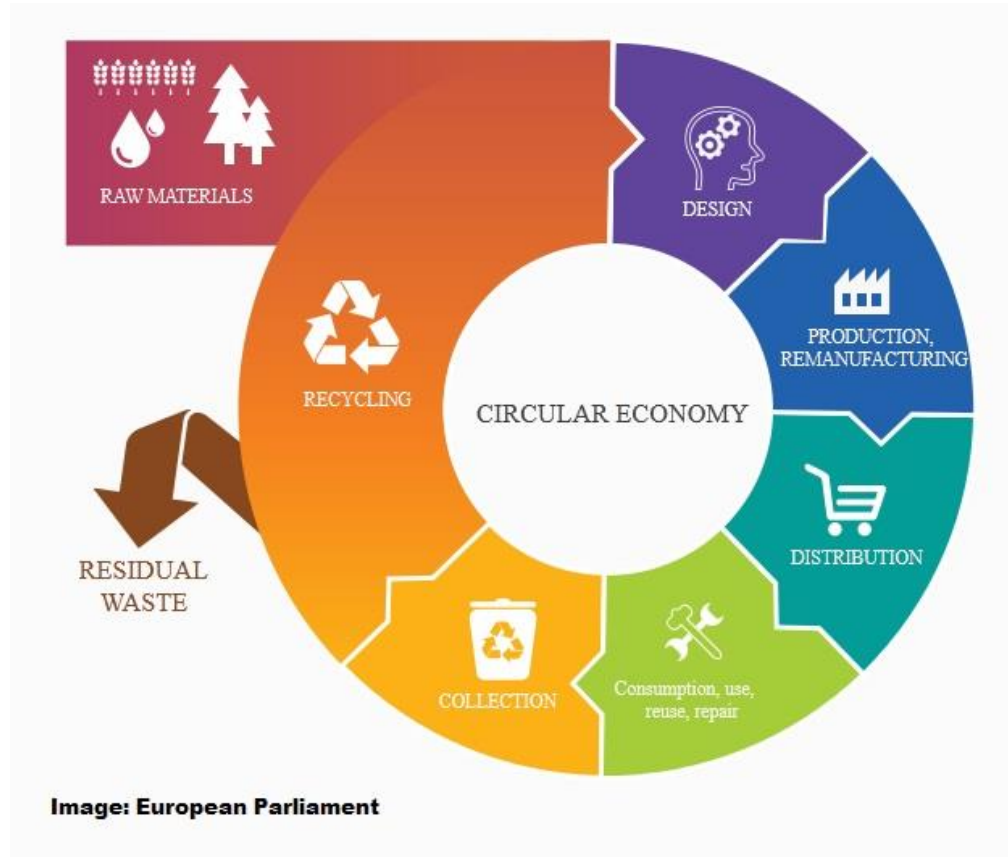 RAW MATERIALS
DESIGN
PRODUCTION,
REMANUFACTURING
RECYCLING
CIRCULAR ECONOMY
DISTRIBUTION
RESIDUAL
WASTE
COLLECTION
Consumption, use,
reuse, repair
Image: European Parliament